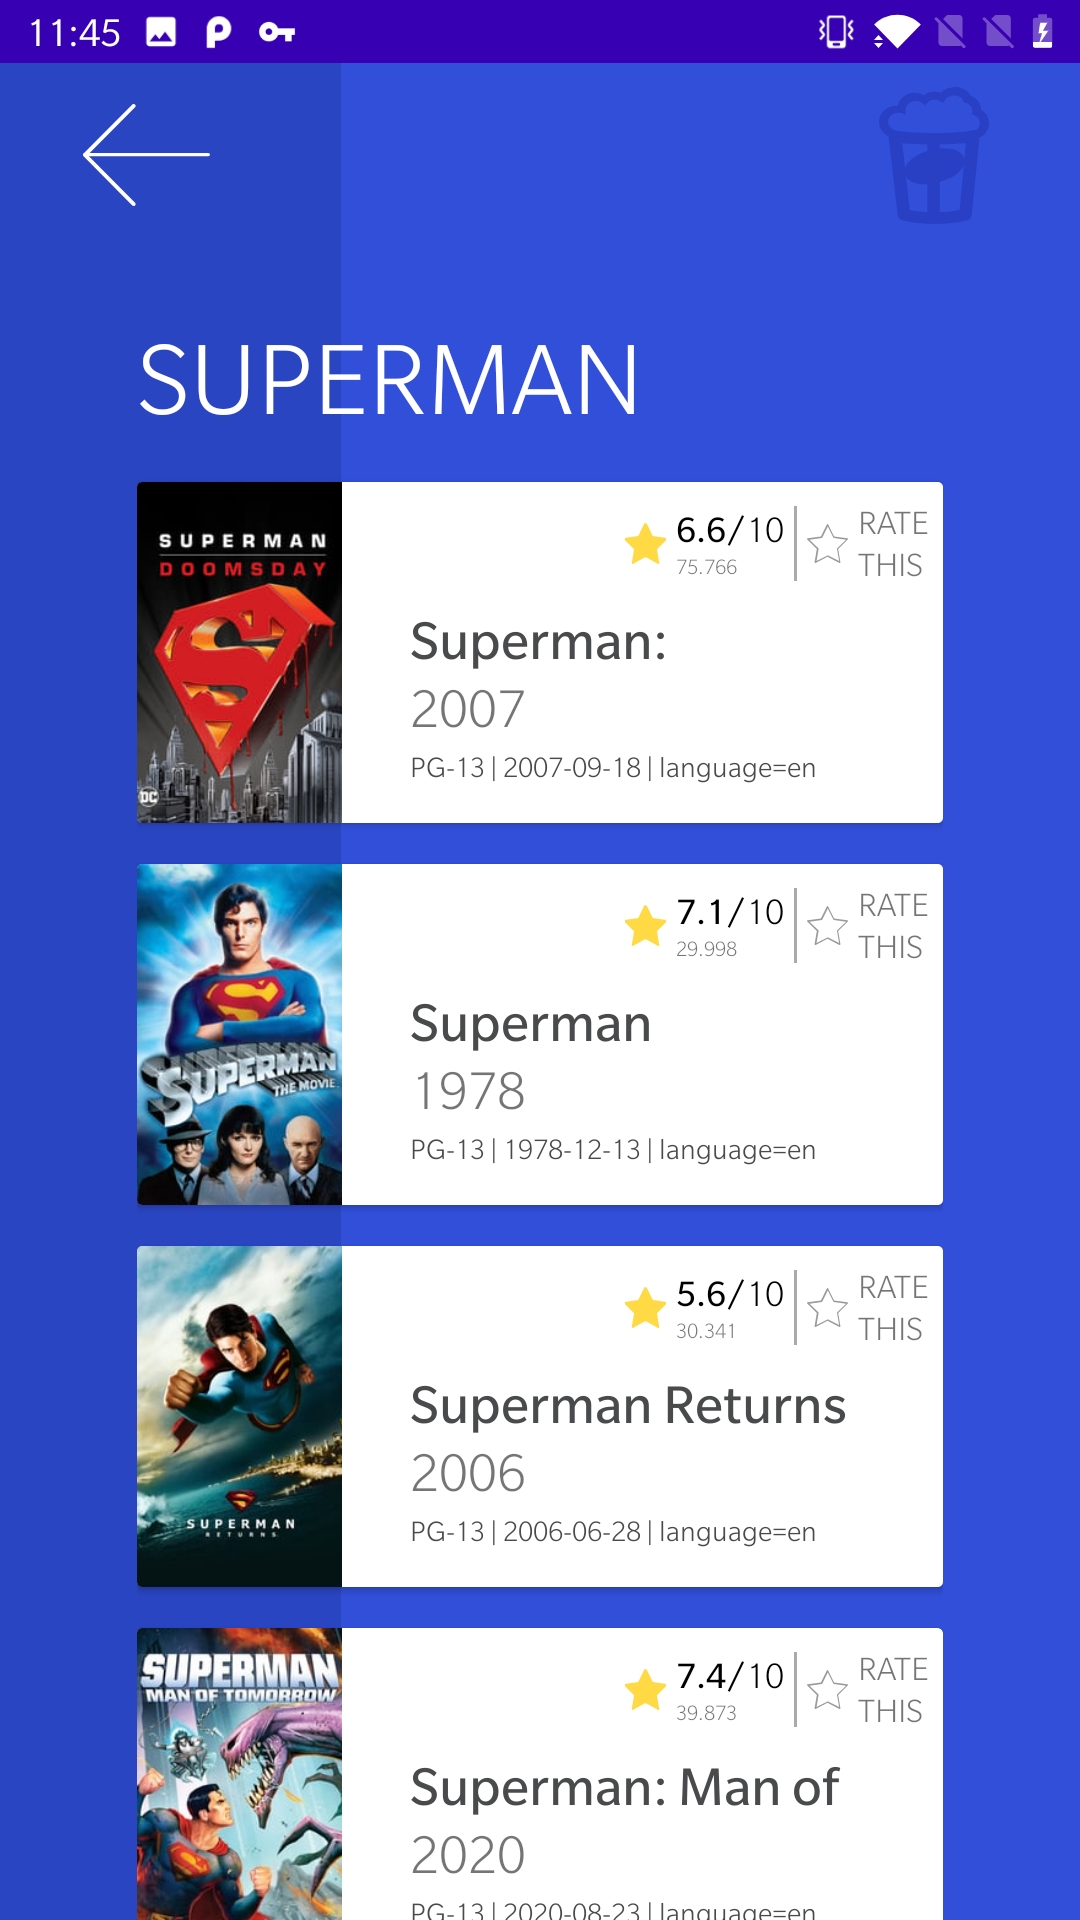 11:45
SUPERMAN
SUPERMAN
DOOMSDAY
DC
6.6/10
75.766
RATE
THIS
Superman:
2007
PG-13 | 2007-09-18 | language=en
SUPERMAN
THE MOVIE
7.1/10
29.998
RATE
THIS
Superman
1978
PG-13 | 1978-12-13 | language=en
SUPERMAN
RETURNS
5.6/10
30.341
RATE
THIS
Superman Returns
2006
PG-13 | 2006-06-28 | language=en
SUPERMAN
MAN OF TOMORROW
7.4/10
39.873
RATE
THIS
Superman: Man of
2020
PG-13 | 2020-08-23 | language=en